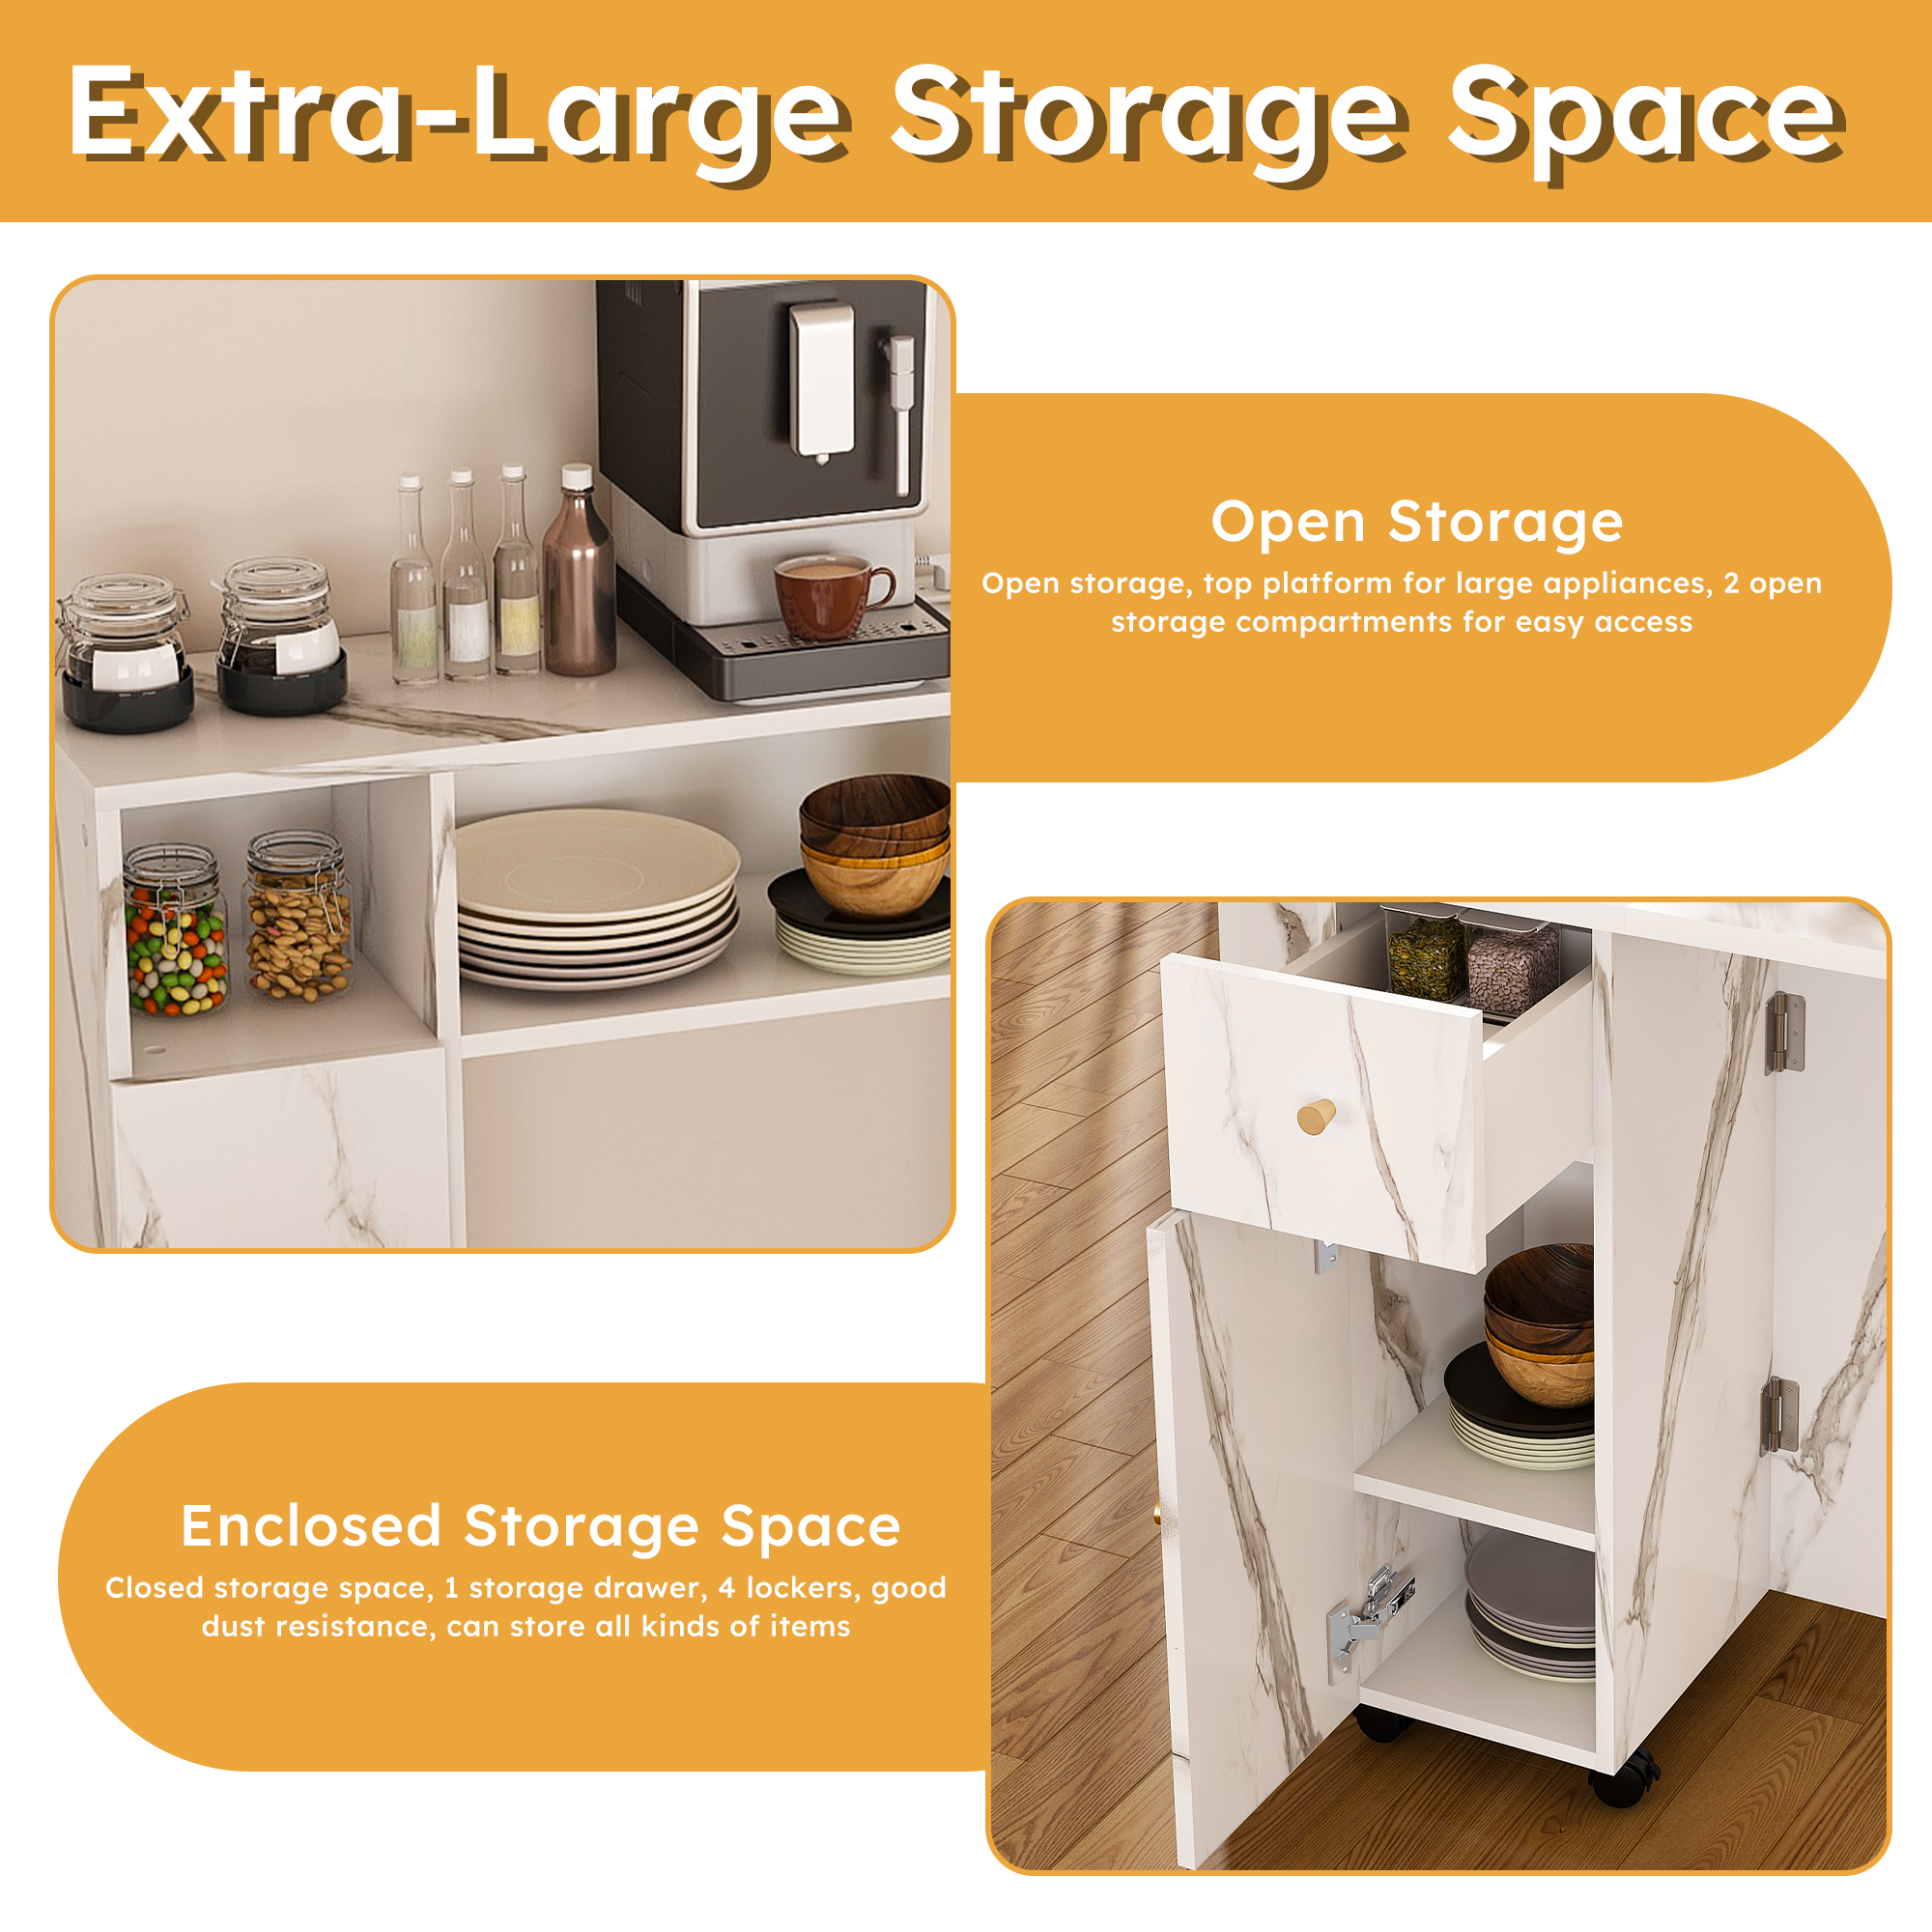 Extra-Large Storage Space
Open Storage
Open storage, top platform for large appliances, 2 open
storage compartments for easy access
Enclosed Storage Space
Closed storage space, 1 storage drawer, 4 lockers, good
dust resistance, can store all kinds of items